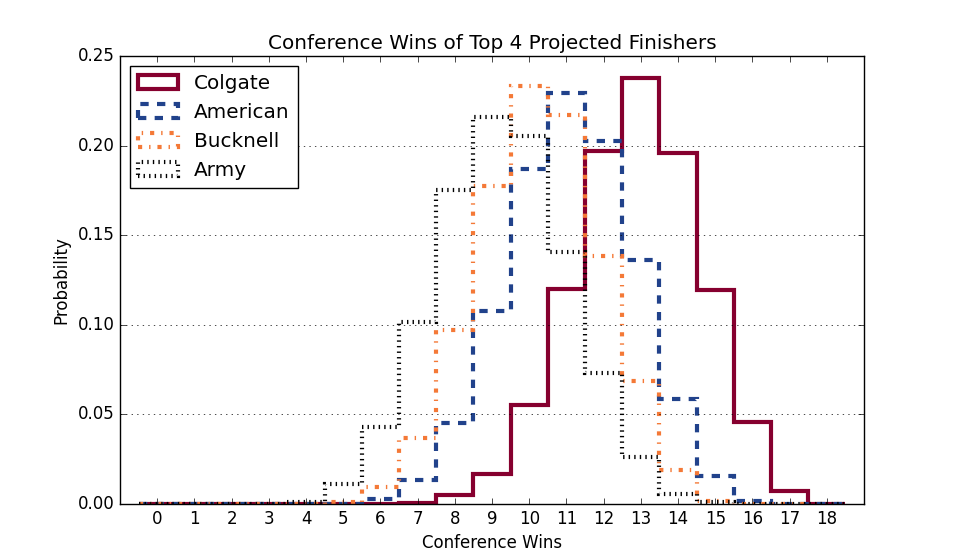 Conference Wins of Top 4 Projected Finishers
0.25
0.20
0.15
0.10
0.05
0.00
Probability
Colgate
American
Bucknell
Army
0 1 2 3 4 5 6 7 8 9 10 11 12 13 14 15 16 17 18
Conference Wins